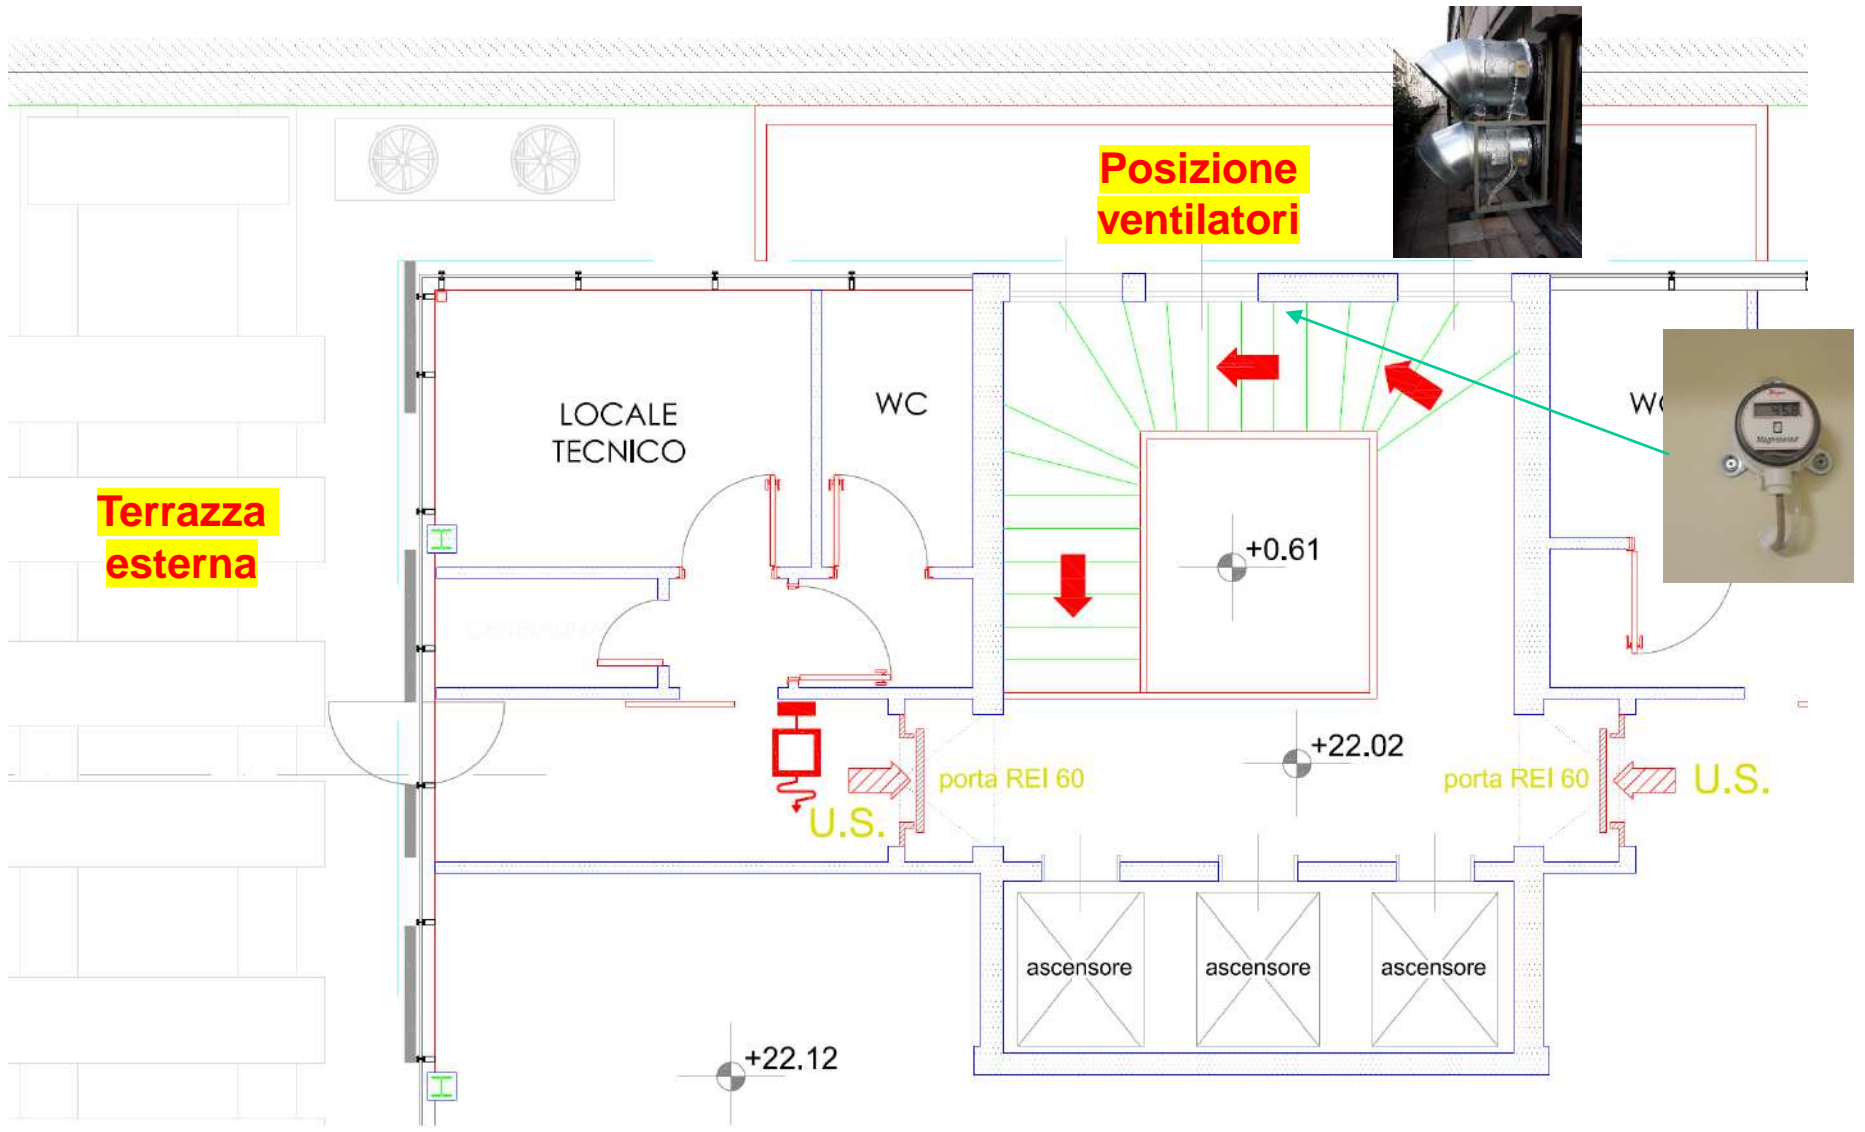 Posizione
ventilatori
LOCALE
TECNICO
WC
Terrazza
esterna
+0.61
+22.02
porta REI 60
porta REI 60
U.S.
U.S.
ascensore
ascensore
ascensore
+22.12